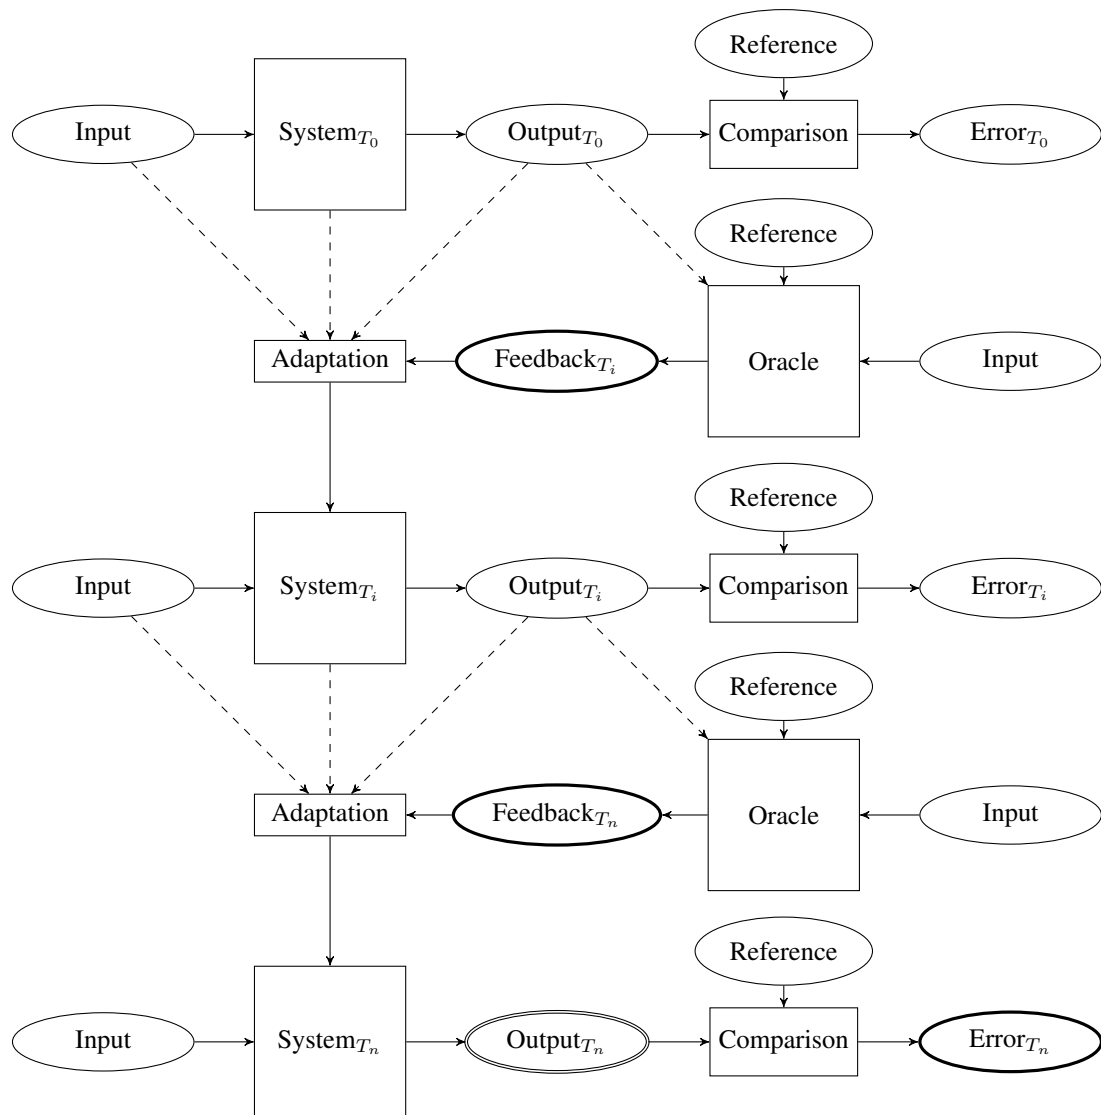 Reference
Input
System_{T_0}
Output_{T_0}
Comparison
Error_{T_0}
Reference
Adaptation
Feedback_{T_i}
Oracle
Input
Reference
Input
System_{T_i}
Output_{T_i}
Comparison
Error_{T_i}
Reference
Adaptation
Feedback_{T_n}
Oracle
Input
Reference
Input
System_{T_n}
Output_{T_n}
Comparison
Error_{T_n}